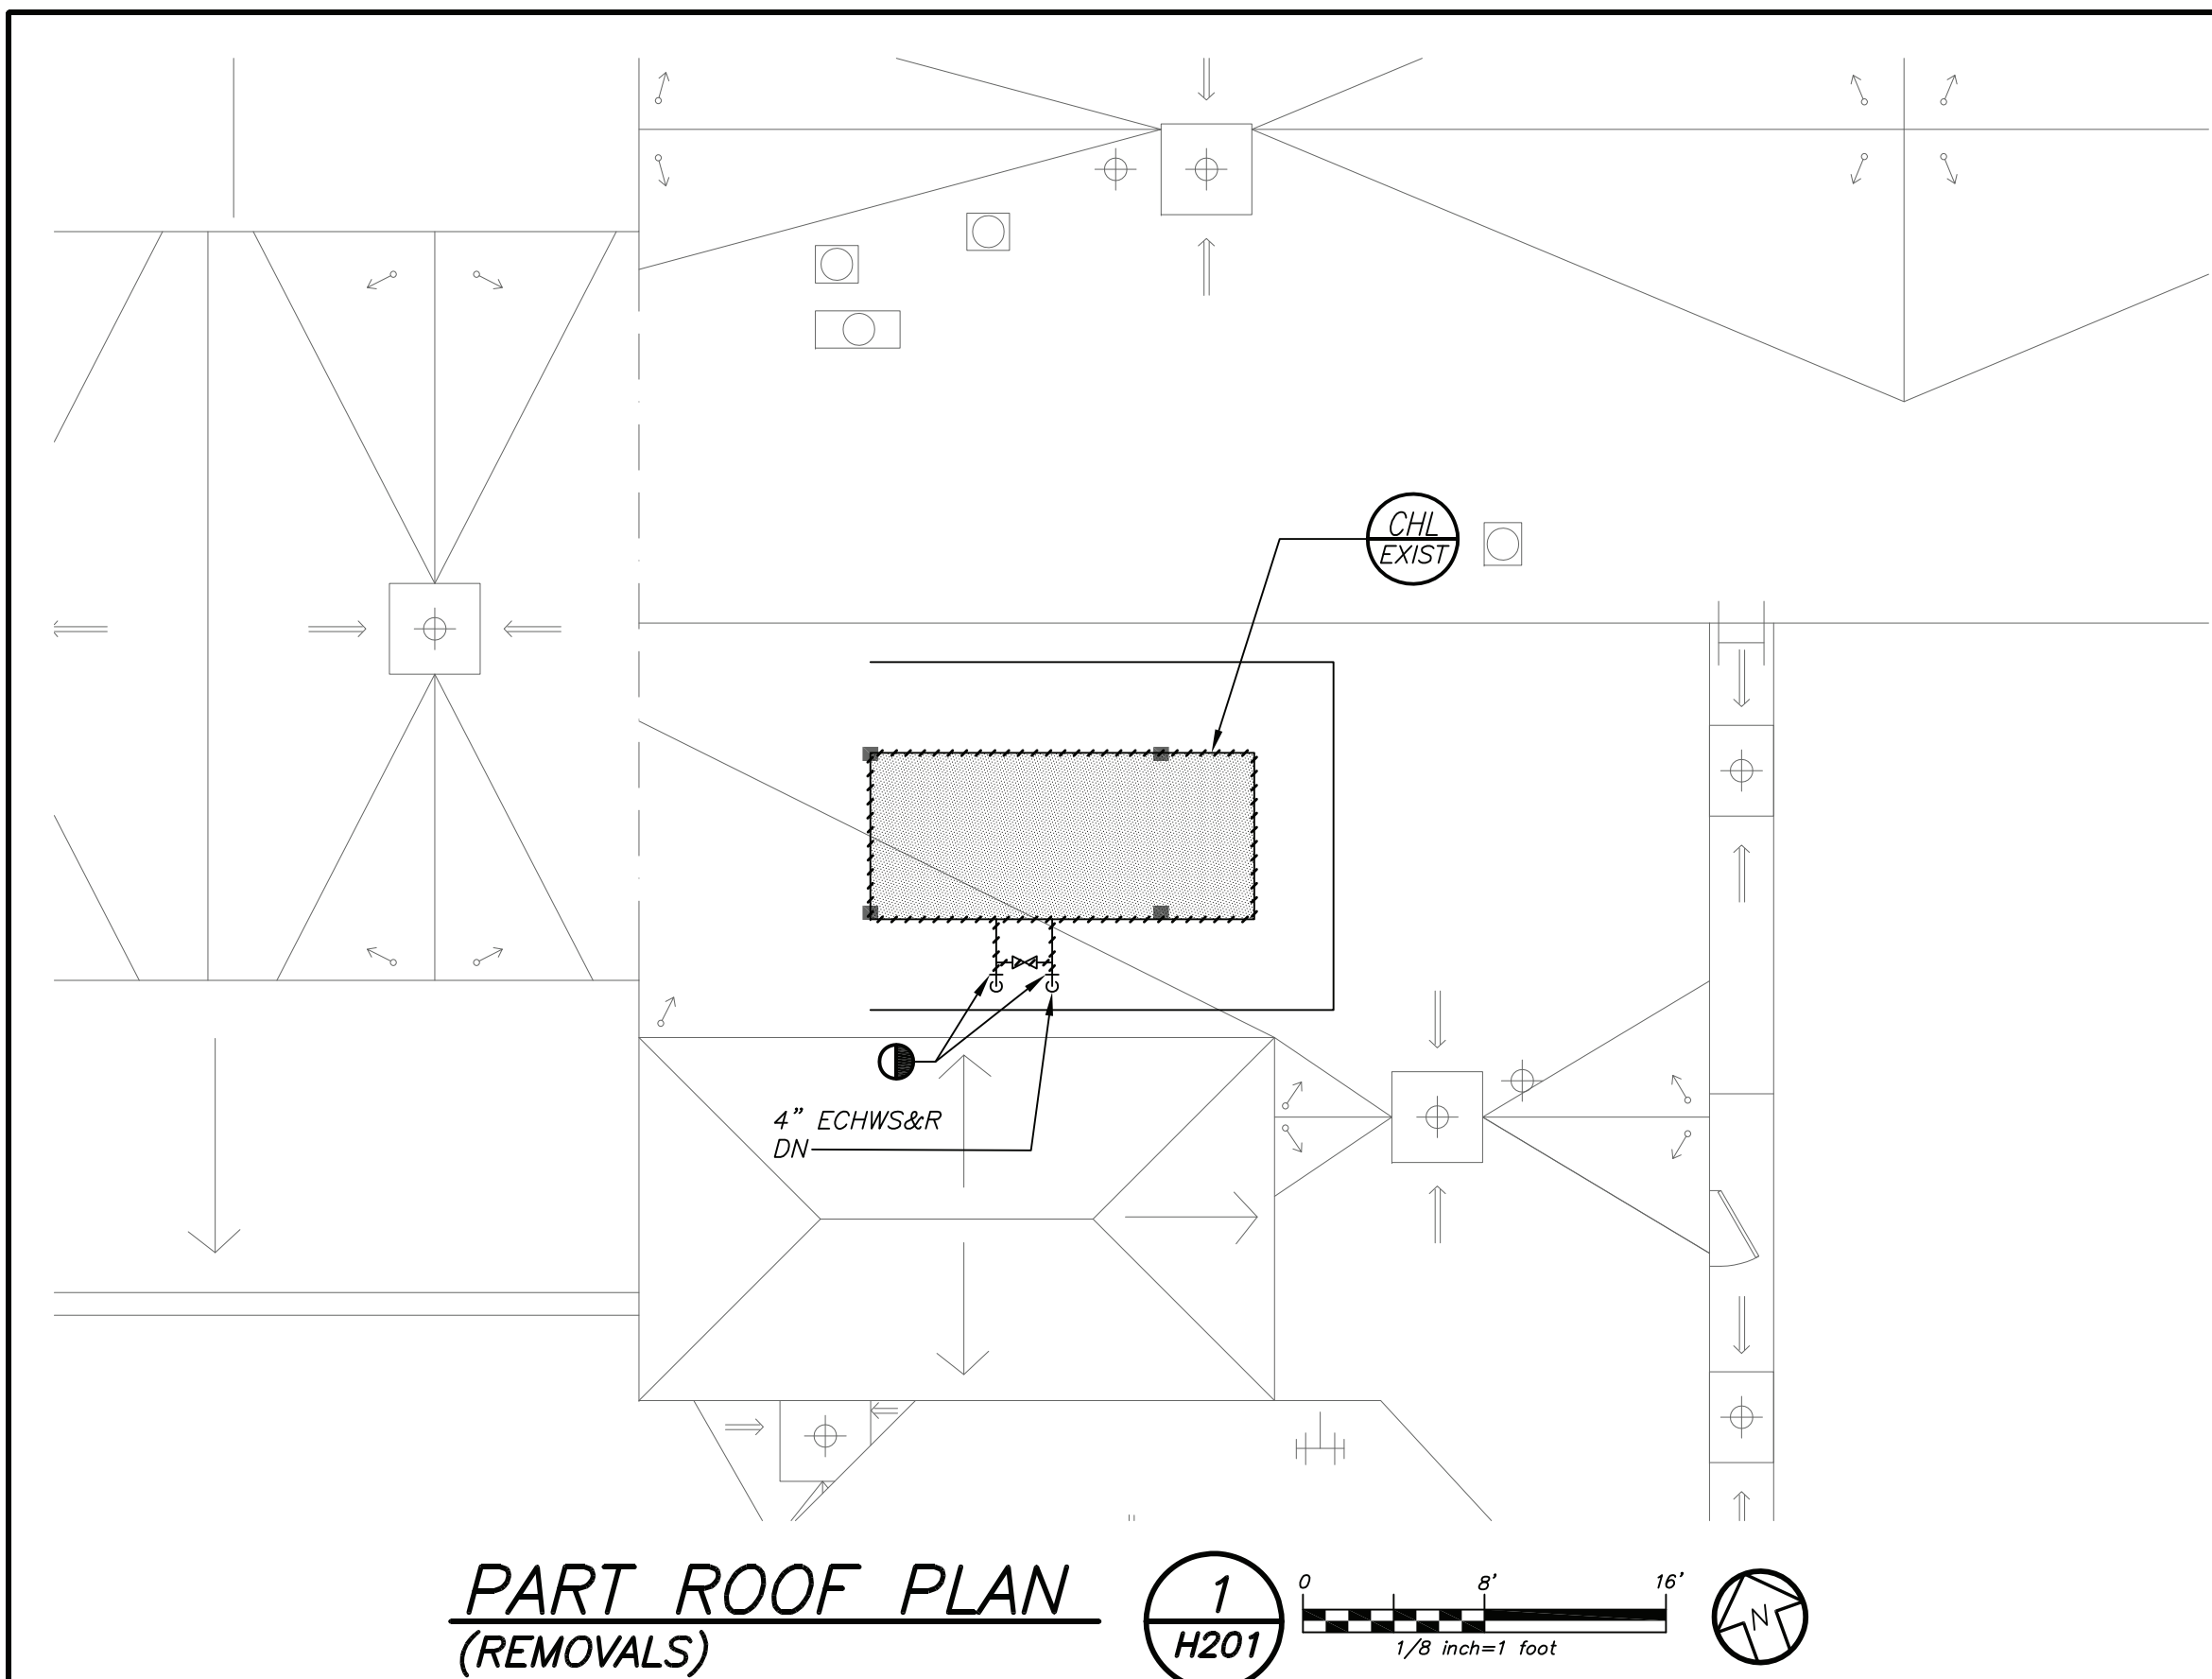 CHL
EXIST
4" ECHWS&R
DN
PART ROOF PLAN
(REMOVALS)
1
H201
0 8' 16'
1/8 inch=1 foot
N